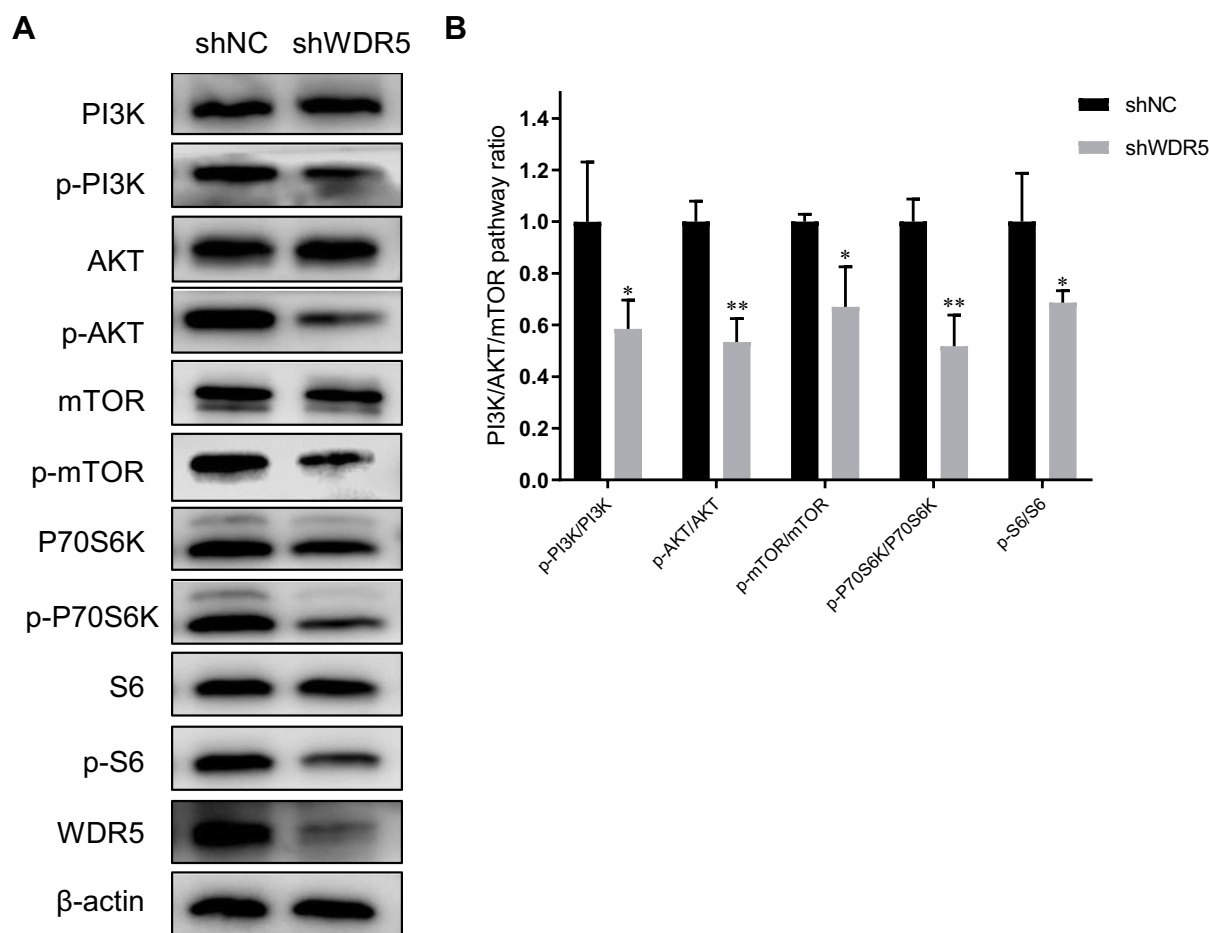 A
shNC shWDR5
PI3K
p-PI3K
AKT
p-AKT
mTOR
p-mTOR
P70S6K
p-P70S6K
S6
p-S6
WDR5
β-actin
B
PI3K/AKT/mTOR pathway ratio
1.4
1.2
1.0
0.8
0.6
0.4
0.2
0.0
*
**
*
**
*
p-PI3K/PI3K
p-AKT/AKT
p-mTOR/mTOR
p-P70S6K/P70S6K
p-S6/S6
shNC
shWDR5